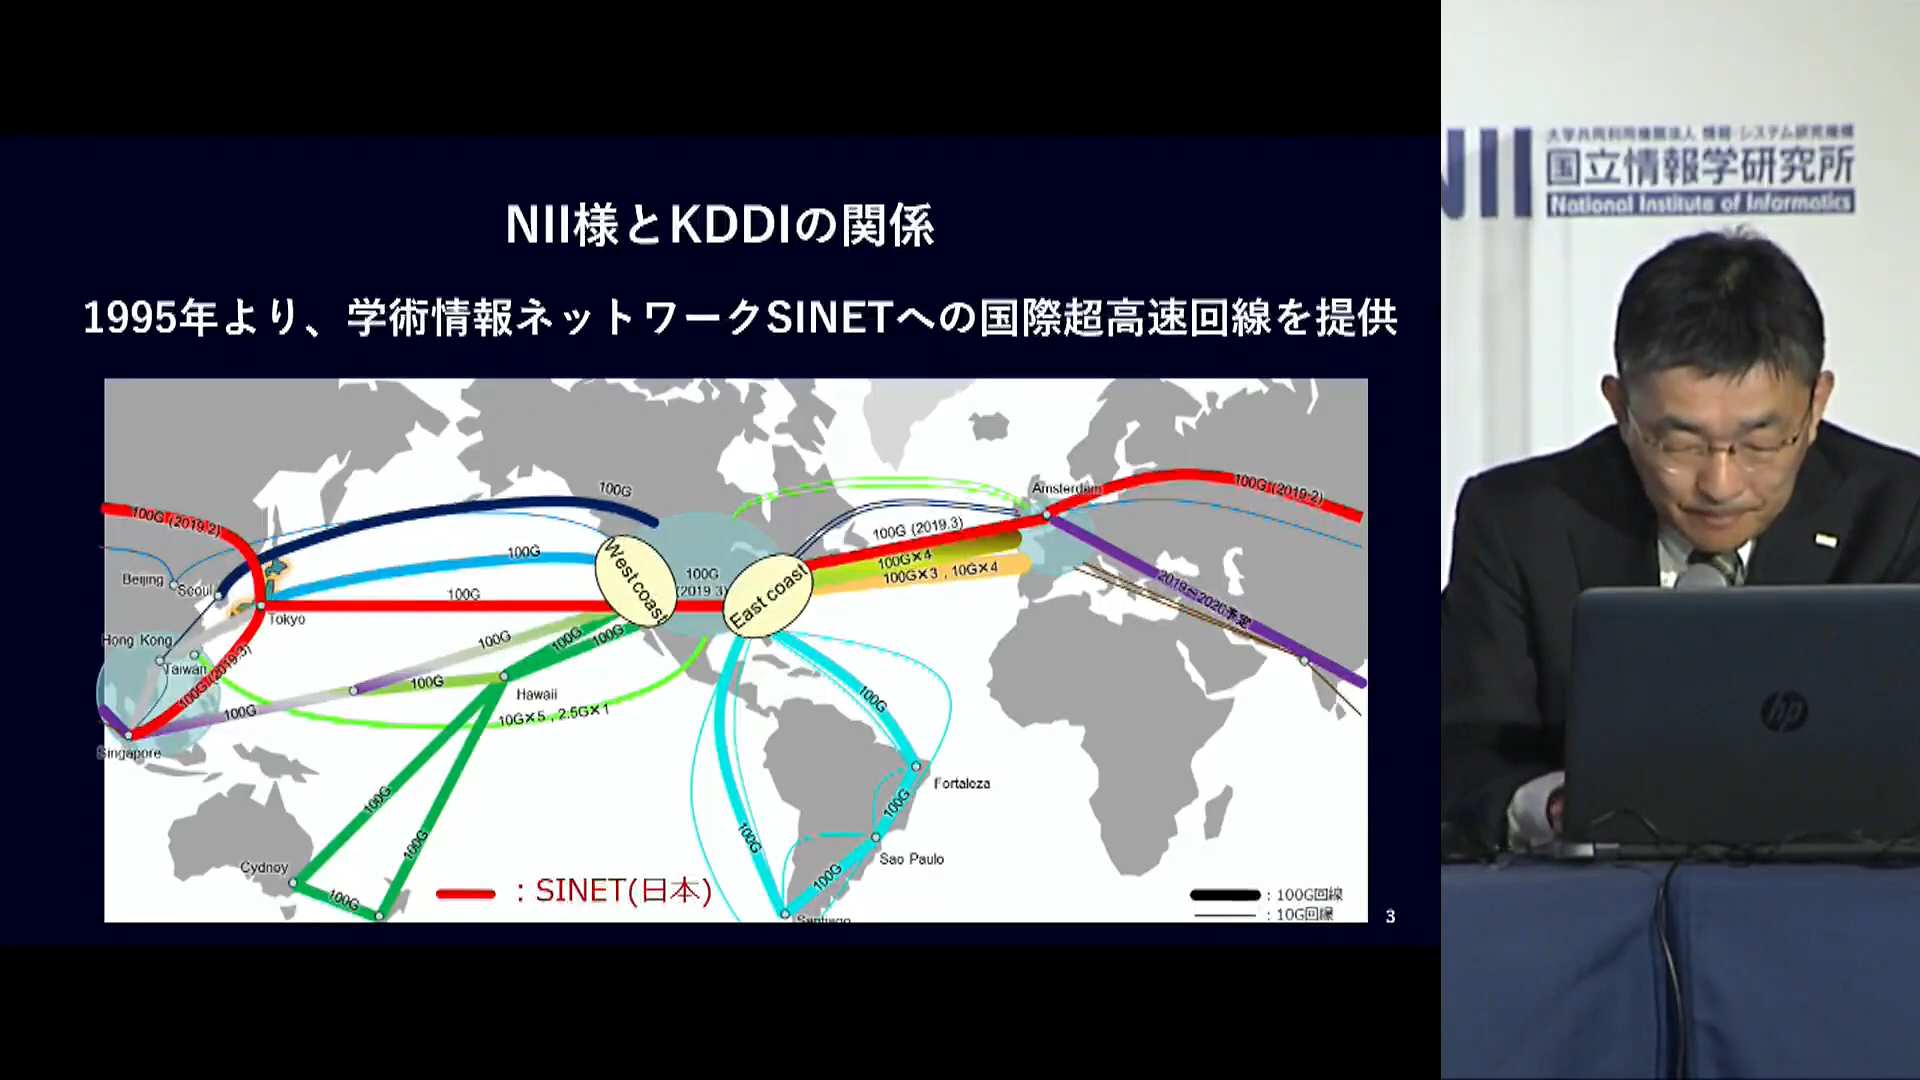 NII様とKDDIの関係
1995年より、学術情報ネットワークSINETへの国際超高速回線を提供
100G (2019.2)
100G
Beijing
Seoul
100G
100G
Tokyo
Hong Kong
Taiwan
100G (2019.3)
Singapore
100G
100G
100G
100G
100G
Hawaii
10G×5 , 2.5G×1
West coast
100G
(2019.3)
East coast
100G (2019.3)
100G×4
100G×3 , 10G×4
Amsterdam
100G (2019.2)
100G
100G
100G
Cydney
100G
100G
Fortaleza
100G
Sao Paulo
100G
100G
Santiago
: SINET(日本)
: 100G回線
: 10G回線
3
NII
大学共同利用機関法人 情報・システム研究機構
国立情報学研究所
National Institute of Informatics
hp